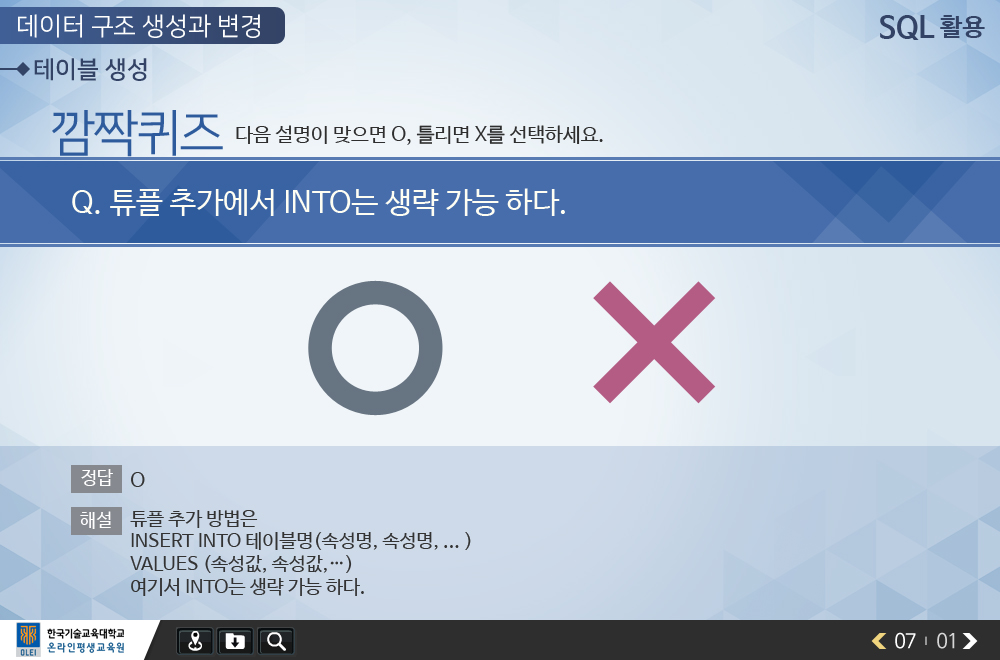 데이터 구조 생성과 변경
SQL 활용
테이블 생성
깜짝퀴즈 다음 설명이 맞으면 O, 틀리면 X를 선택하세요.
Q. 튜플 추가에서 INTO는 생략 가능 하다.
정답 O
해설 튜플 추가 방법은
INSERT INTO 테이블명(속성명, 속성명, ... )
VALUES (속성값, 속성값,…)
여기서 INTO는 생략 가능 하다.
한국기술교육대학교
온라인평생교육원
OLEI
07 01